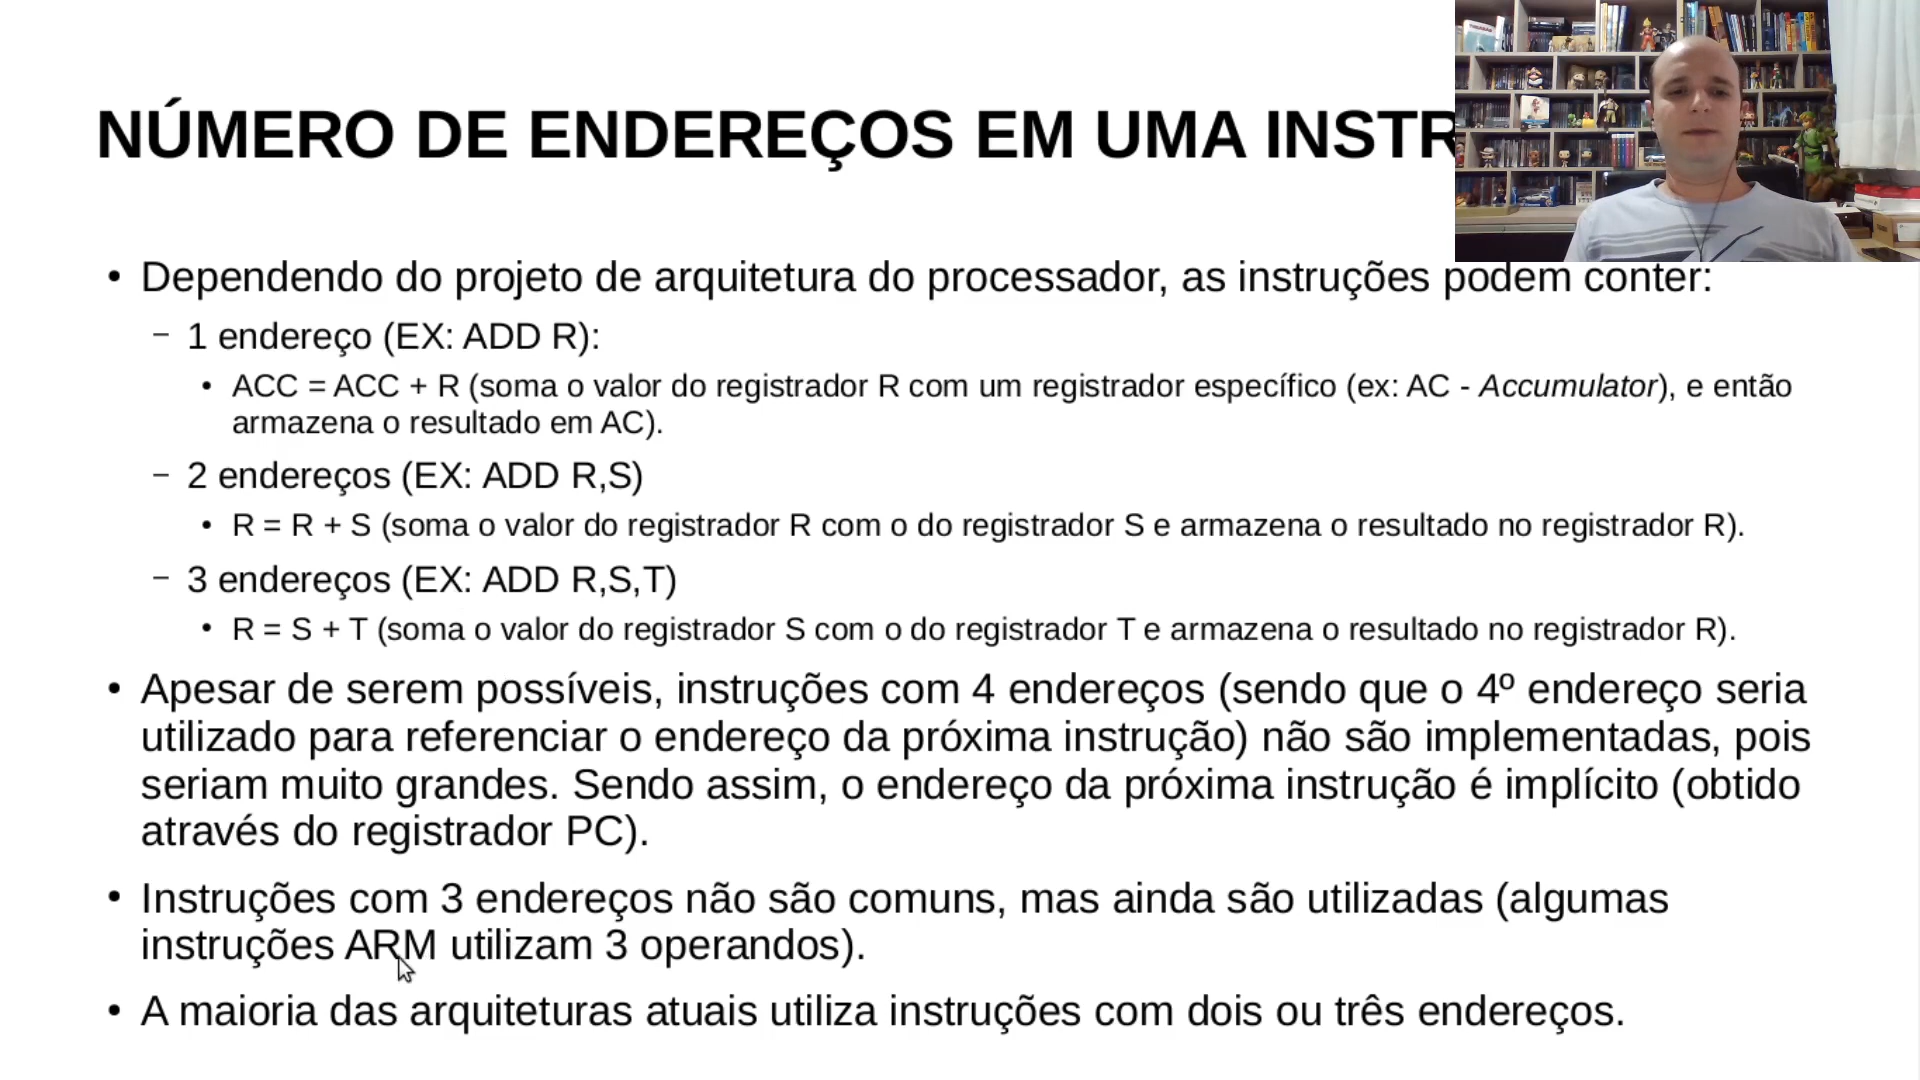 NÚMERO DE ENDEREÇOS EM UMA INSTR
• Dependendo do projeto de arquitetura do processador, as instruções podem conter:
– 1 endereço (EX: ADD R):
• ACC = ACC + R (soma o valor do registrador R com um registrador específico (ex: AC - Accumulator), e então
armazena o resultado em AC).
– 2 endereços (EX: ADD R,S)
• R = R + S (soma o valor do registrador R com o do registrador S e armazena o resultado no registrador R).
– 3 endereços (EX: ADD R,S,T)
• R = S + T (soma o valor do registrador S com o do registrador T e armazena o resultado no registrador R).
• Apesar de serem possíveis, instruções com 4 endereços (sendo que o 4º endereço seria
utilizado para referenciar o endereço da próxima instrução) não são implementadas, pois
seriam muito grandes. Sendo assim, o endereço da próxima instrução é implícito (obtido
através do registrador PC).
• Instruções com 3 endereços não são comuns, mas ainda são utilizadas (algumas
instruções ARM utilizam 3 operandos).
• A maioria das arquiteturas atuais utiliza instruções com dois ou três endereços.